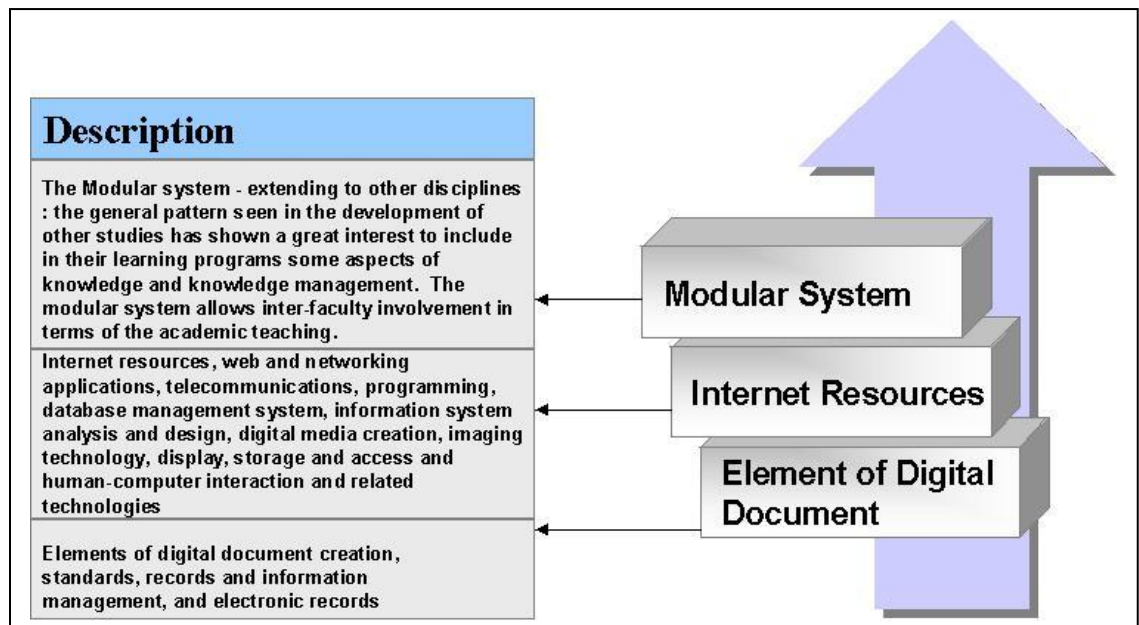 Description
The Modular system - extending to other disciplines
: the general pattern seen in the development of
other studies has shown a great interest to include
in their learning programs some aspects of
knowledge and knowledge management. The
modular system allows inter-faculty involvement in
terms of the academic teaching.
Internet resources, web and networking
applications, telecommunications, programming,
database management system, information system
analysis and design, digital media creation, imaging
technology, display, storage and access and
human-computer interaction and related
technologies
Elements of digital document creation,
standards, records and information
management, and electronic records
Modular System
Internet Resources
Element of Digital
Document